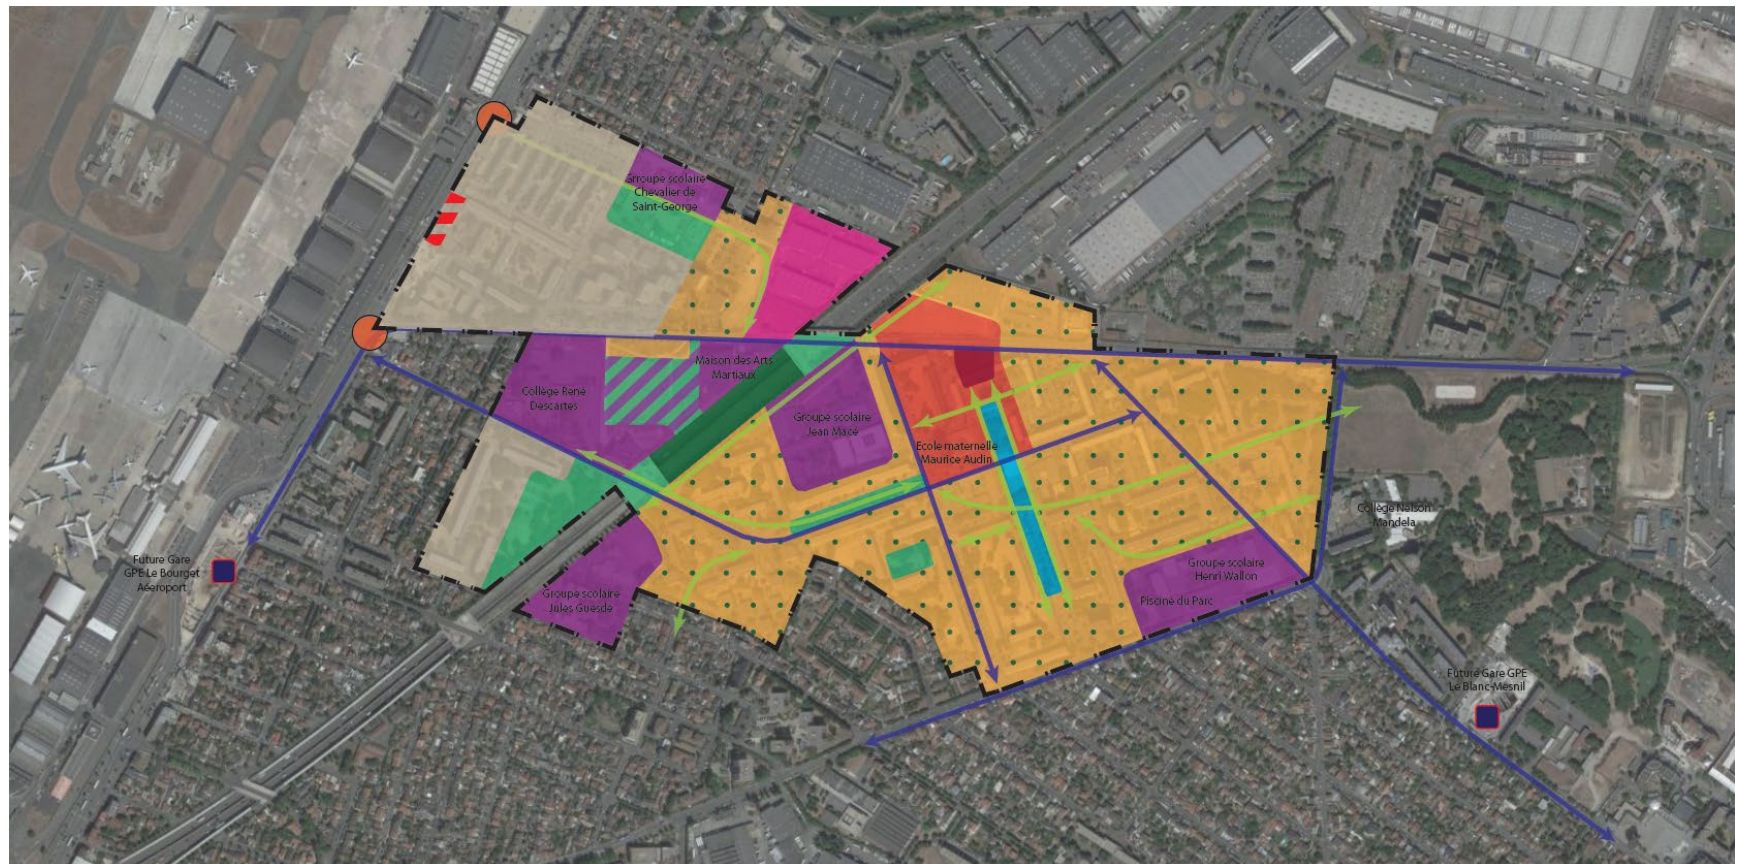 Grroupe scolaire
Chevalier de
Saint-George
Maison des Arts
Martiaux
Collège René
Descartes
Groupe scolaire
Jean Macé
Ecole maternelle
Maurice Audin
Collège Nelson
Mandela
Future Gare
GPE Le Bourget
Aéeroport
Groupe scolaire
Jules Guesde
Groupe scolaire
Henri Wallon
Piscine du Parc
Future Gare GPE
Le Blanc-Mesnil